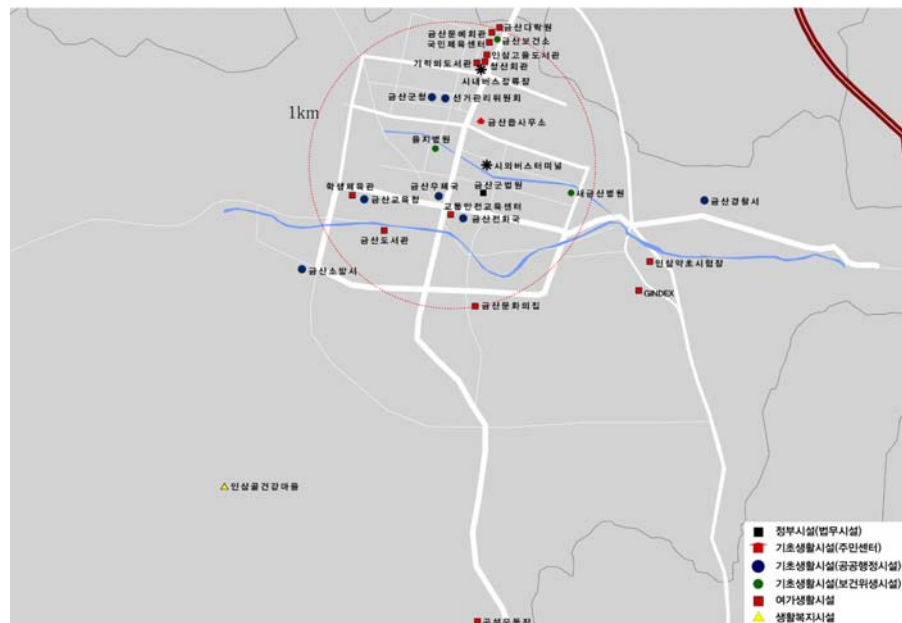 금산다락원
금산문예회관
국민체육센터
금산보건소
인삼고을도서관
기적의도서관
청산회관
시내버스정류장
금산군청
선거관리위원회
1km
금산읍사무소
을지병원
시외버스터미널
학생체육관
금산교육청
금산우체국
금산군법원
새금산병원
금산경찰서
교통안전교육센터
금산전화국
금산도서관
인삼약초시험장
금산소방서
GINDEX
금산문화의집
인삼골건강마을
정부시설(법무시설)
기초생활시설(주민센터)
기초생활시설(공공행정시설)
기초생활시설(보건위생시설)
여가생활시설
생활복지시설